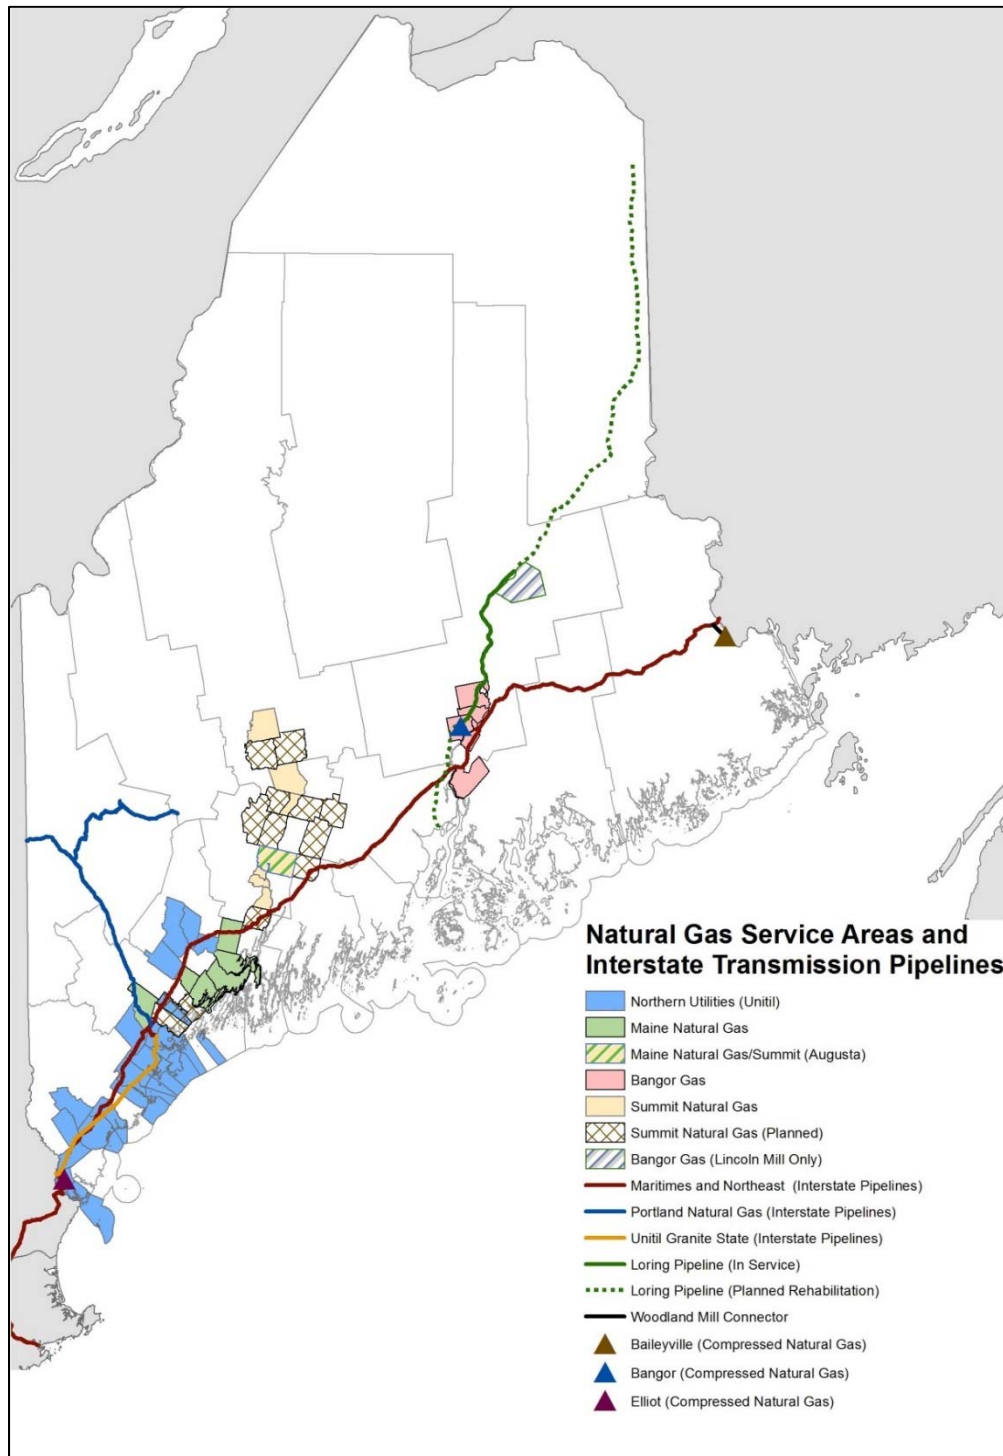 Natural Gas Service Areas and
Interstate Transmission Pipelines
Northern Utilities (Unitil)
Maine Natural Gas
Maine Natural Gas/Summit (Augusta)
Bangor Gas
Summit Natural Gas
Summit Natural Gas (Planned)
Bangor Gas (Lincoln Mill Only)
Maritimes and Northeast (Interstate Pipelines)
Portland Natural Gas (Interstate Pipelines)
Unitil Granite State (Interstate Pipelines)
Loring Pipeline (In Service)
Loring Pipeline (Planned Rehabilitation)
Woodland Mill Connector
Baileyville (Compressed Natural Gas)
Bangor (Compressed Natural Gas)
Elliot (Compressed Natural Gas)